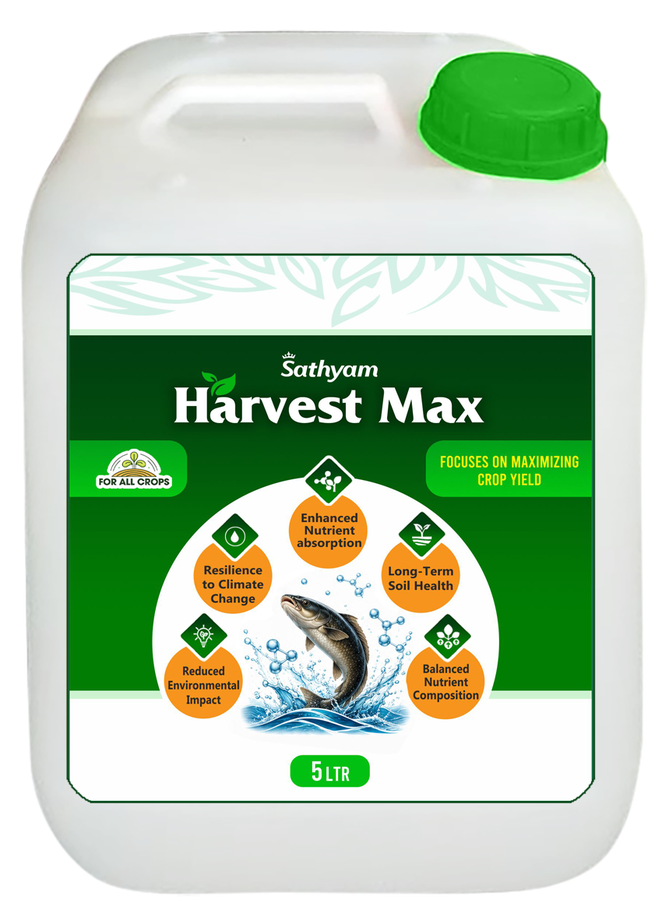 Sathyam
Harvest Max
FOR ALL CROPS
FOCUSES ON MAXIMIZING
CROP YIELD
Enhanced
Nutrient
absorption
Resilience
to Climate
Change
Long-Term
Soil Health
Reduced
Environmental
Impact
Balanced
Nutrient
Composition
5 LTR